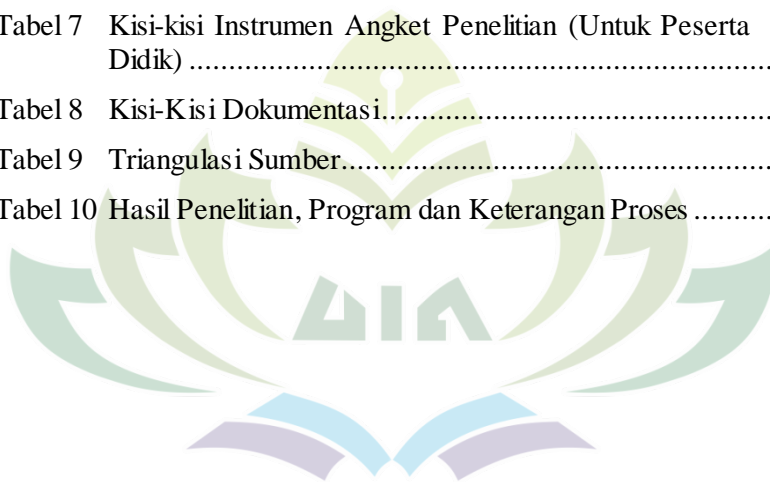 Tabel 7 Kisi-kisi Instrumen Angket Penelitian (Untuk Peserta
Didik) ..............................................................................
Tabel 8 Kisi-Kisi Dokumentasi....................................................
Tabel 9 Triangulasi Sumber.........................................................
Tabel 10 Hasil Penelitian, Program dan Keterangan Proses ..........
UIN